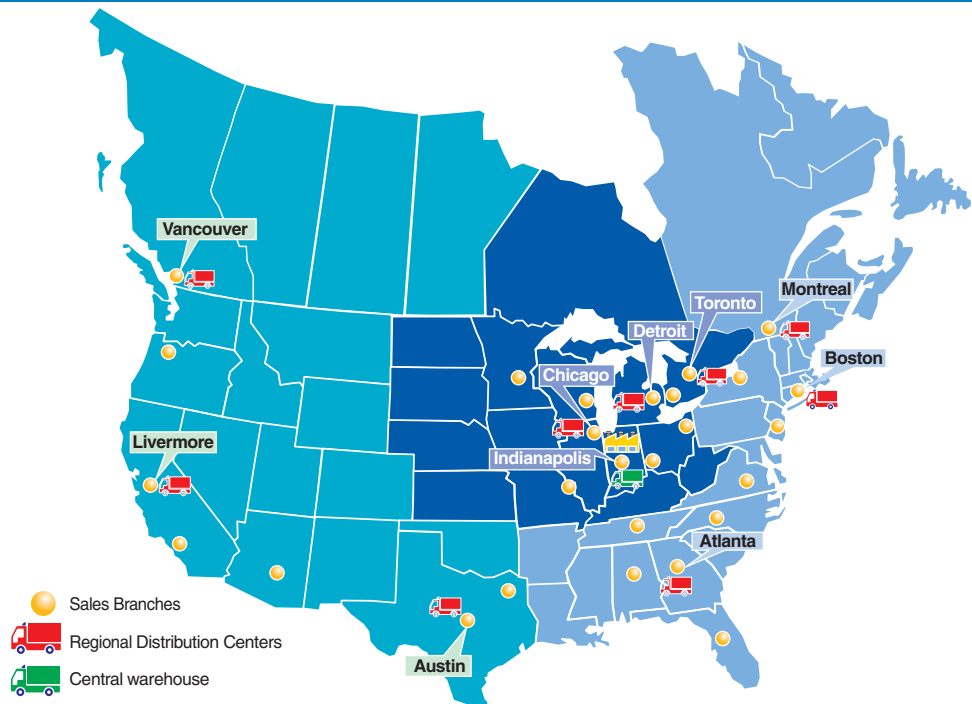 Vancouver
Montreal
Toronto
Detroit
Boston
Chicago
Livermore
Indianapolis
Atlanta
Sales Branches
Regional Distribution Centers
Austin
Central warehouse